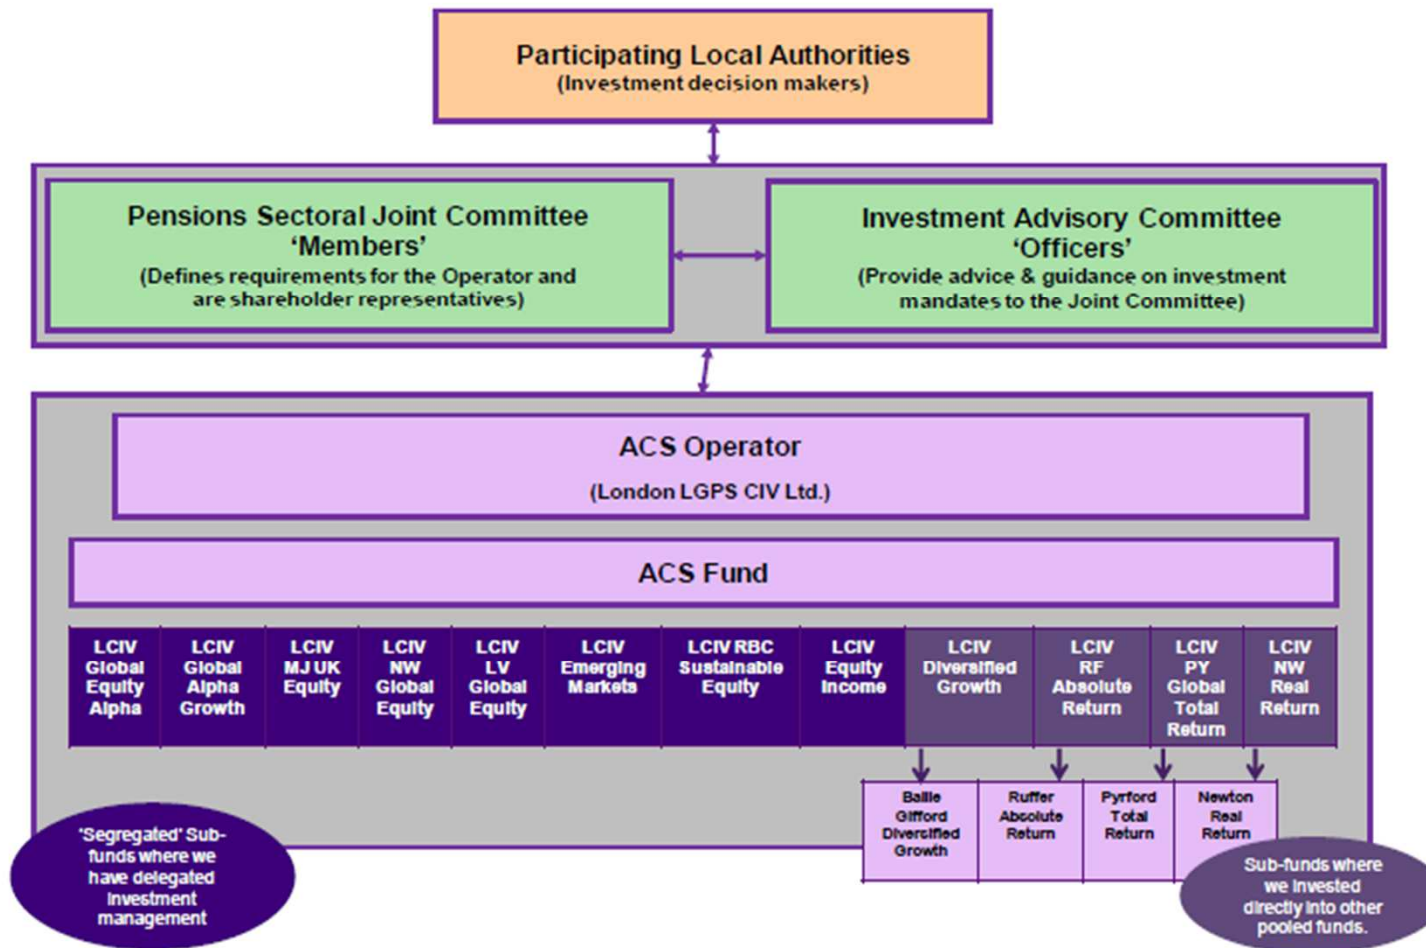 Participating Local Authorities
(Investment decision makers)
Pensions Sectoral Joint Committee
‘Members’
(Defines requirements for the Operator and
are shareholder representatives)
Investment Advisory Committee
‘Officers’
(Provide advice & guidance on investment
mandates to the Joint Committee)
ACS Operator
(London LGPS CIV Ltd.)
ACS Fund
LCIV
Global
Equity
Alpha
LCIV
Global
Alpha
Growth
LCIV
MJ UK
Equity
LCIV
NW
Global
Equity
LCIV
LV
Global
Equity
LCIV
Emerging
Markets
LCIV RBC
Sustainable
Equity
LCIV
Equity
Income
LCIV
Diversified
Growth
LCIV
RF
Absolute
Return
LCIV
PY
Global
Total
Return
LCIV
NW
Real
Return
Baillie
Gifford
Diversified
Growth
Ruffer
Absolute
Return
Pyrford
Total
Return
Newton
Real
Return
'Segregated' Sub-
funds where we
have delegated
Investment
management
Sub-funds where
we invested
directly into other
pooled funds.